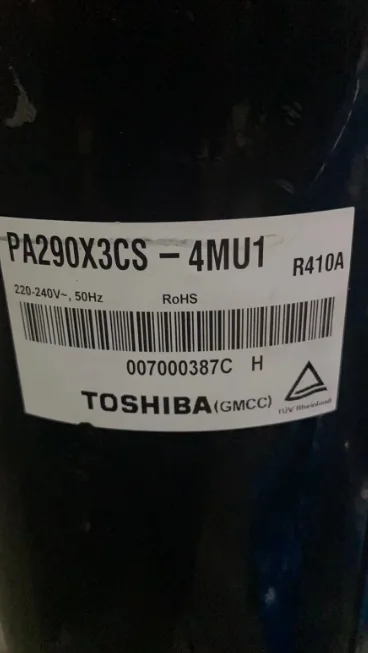 PA290X3CS - 4MU1 R410A
220-240V~, 50Hz RoHS
007000387C H
TOSHIBA (GMCC)
TÜV Rheinland